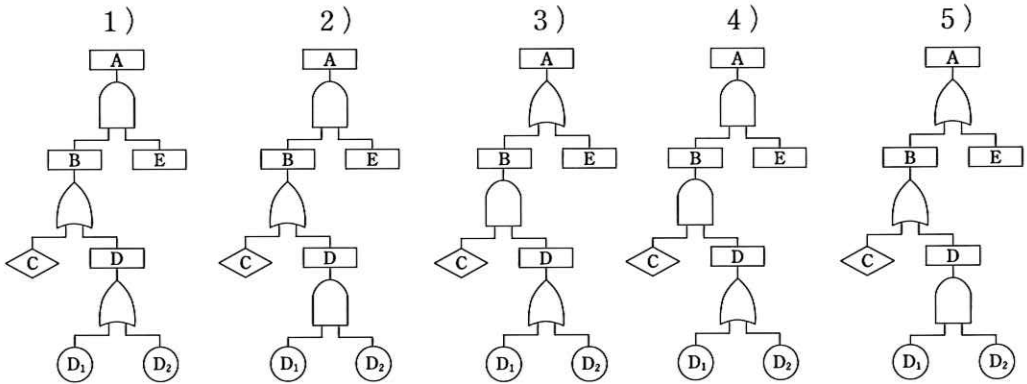 1) 2) 3) 4) 5)
A A A A A
B E B E B E B E B E
C D C D C D C D C D
D₁ D₂ D₁ D₂ D₁ D₂ D₁ D₂ D₁ D₂